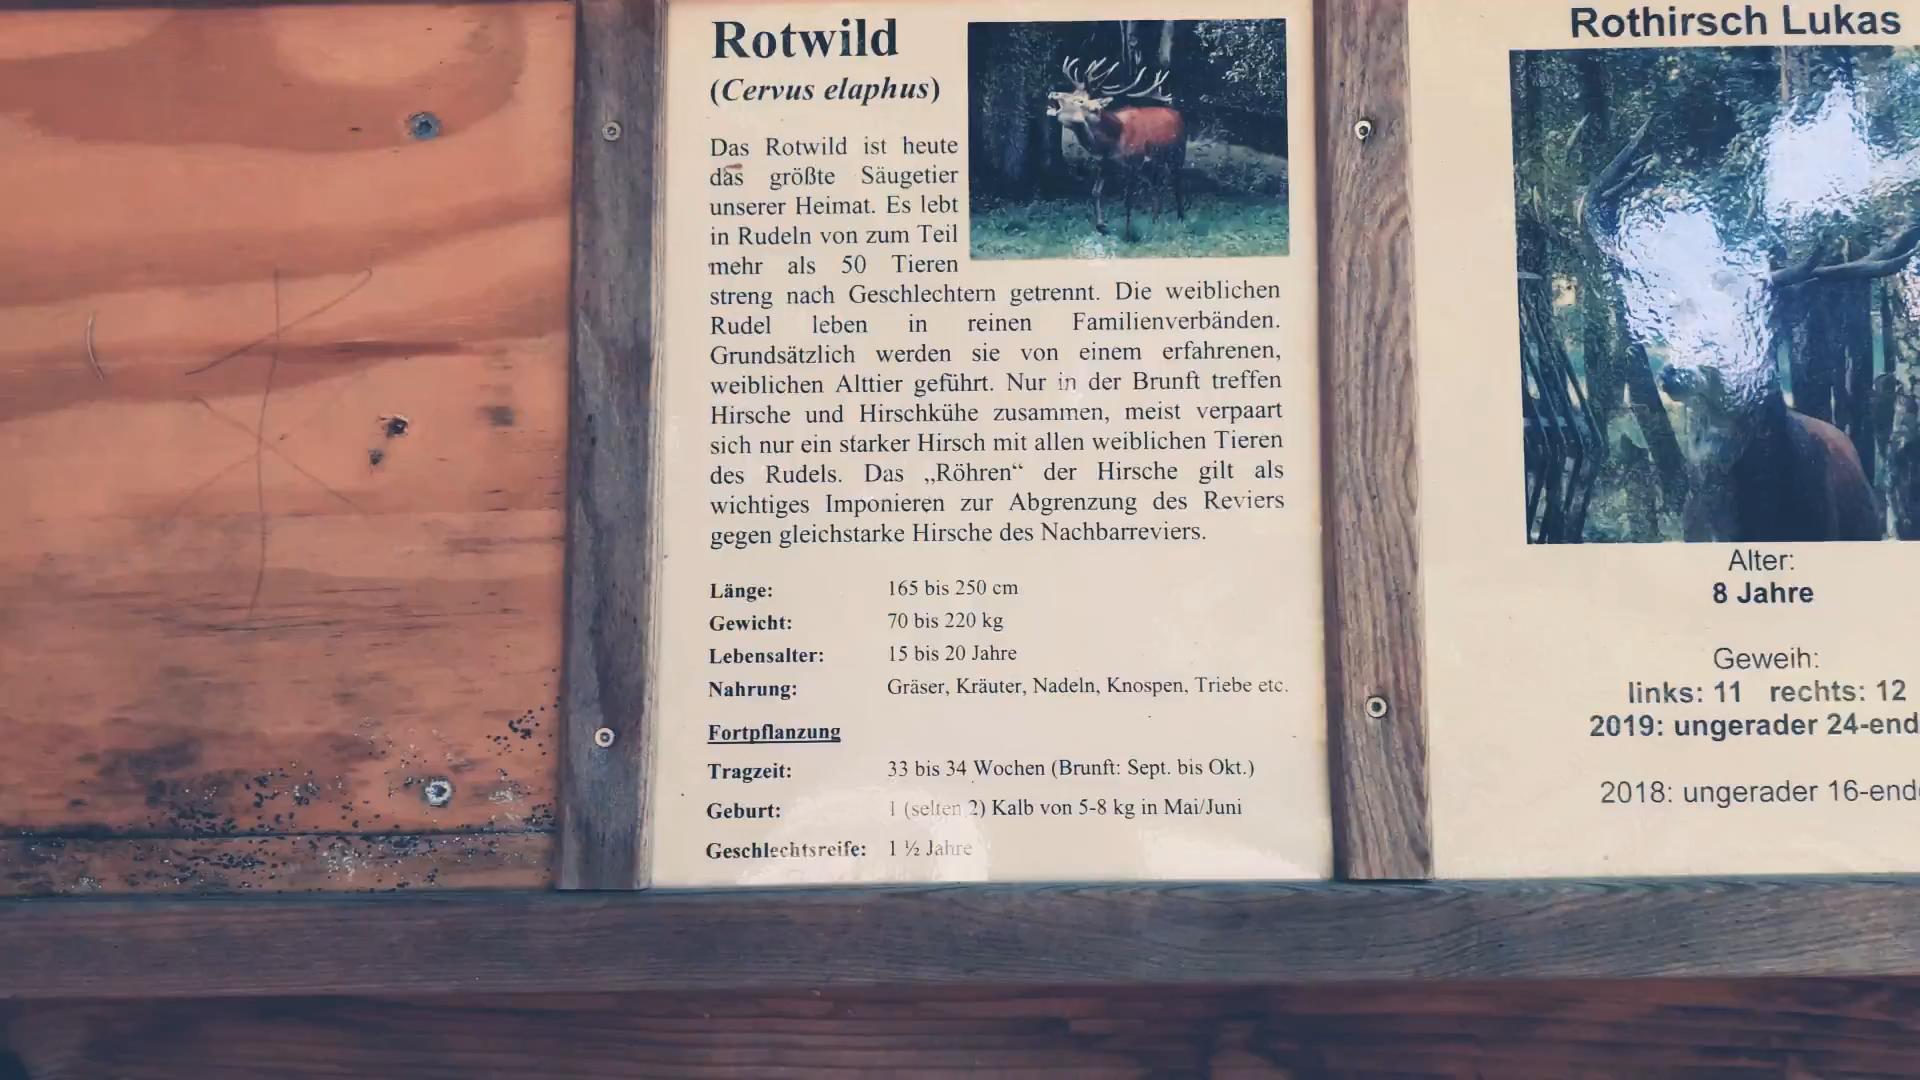 Rotwild
(Cervus elaphus)
Das Rotwild ist heute
das größte Säugetier
unserer Heimat. Es lebt
in Rudeln von zum Teil
mehr als 50 Tieren
streng nach Geschlechtern getrennt. Die weiblichen
Rudel leben in reinen Familienverbänden.
Grundsätzlich werden sie von einem erfahrenen,
weiblichen Alttier geführt. Nur in der Brunft treffen
Hirsche und Hirschkühe zusammen, meist verpaart
sich nur ein starker Hirsch mit allen weiblichen Tieren
des Rudels. Das „Röhren“ der Hirsche gilt als
wichtiges Imponieren zur Abgrenzung des Reviers
gegen gleichstarke Hirsche des Nachbarreviers.
Länge: 165 bis 250 cm
Gewicht: 70 bis 220 kg
Lebensalter: 15 bis 20 Jahre
Nahrung: Gräser, Kräuter, Nadeln, Knospen, Triebe etc.
Fortpflanzung
Tragzeit: 33 bis 34 Wochen (Brunft: Sept. bis Okt.)
Geburt: 1 (selten 2) Kalb von 5-8 kg in Mai/Juni
Geschlechtsreife: 1 ½ Jahre
Rothirsch Lukas
Alter:
8 Jahre
Geweih:
links: 11 rechts: 12
2019: ungerader 24-end
2018: ungerader 16-end